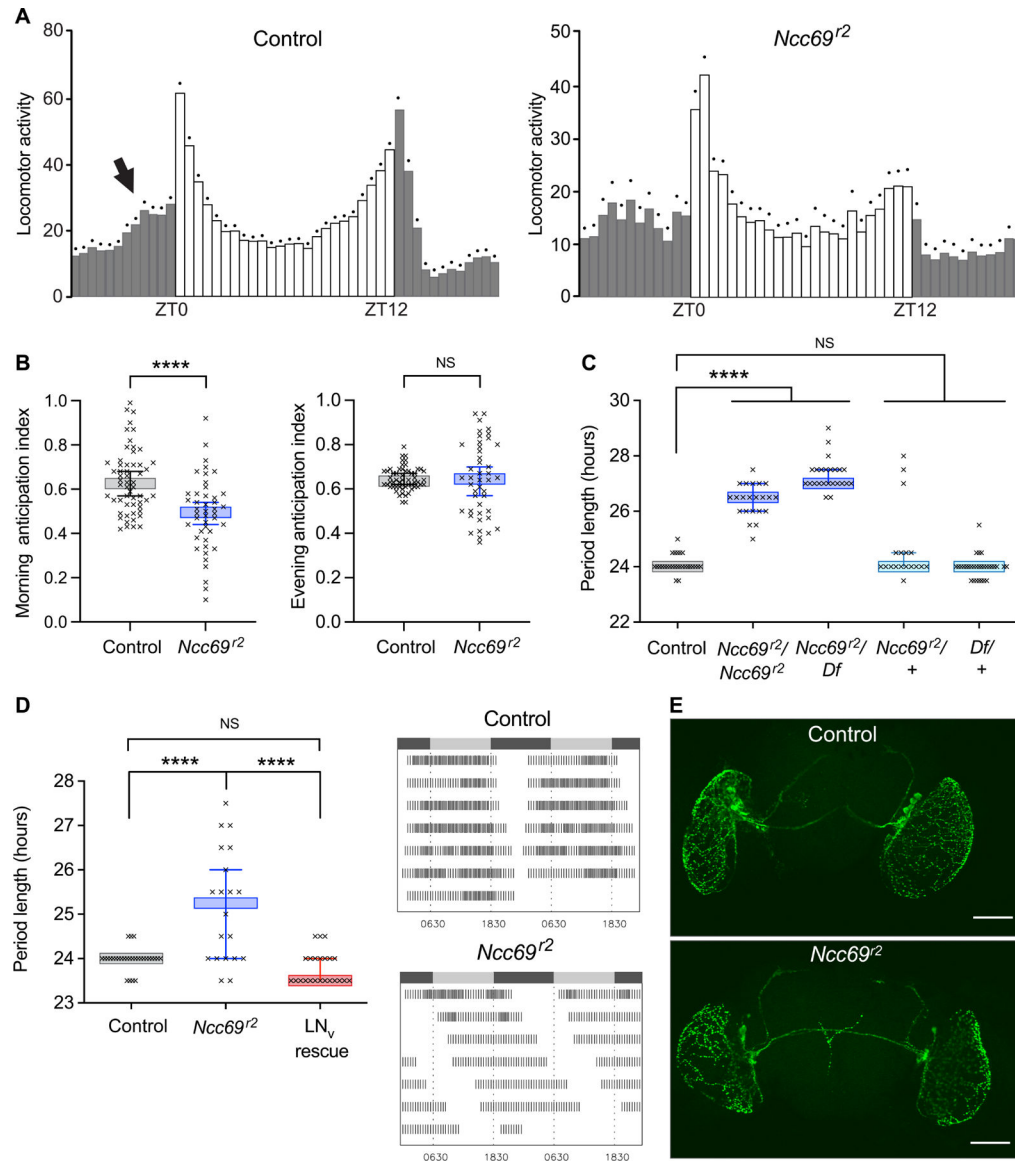 A
Control
Ncc69r2
Locomotor activity
80
60
40
20
0
ZT0
ZT12
Locomotor activity
50
40
30
20
10
0
ZT0
ZT12
B
****
Morning anticipation index
1.0
0.8
0.6
0.4
0.2
0.0
Control
Ncc69r2
NS
Evening anticipation index
1.0
0.8
0.6
0.4
0.2
0.0
Control
Ncc69r2
C
NS
****
Period length (hours)
30
28
26
24
22
Control
Ncc69r2/
Ncc69r2
Ncc69r2/
Df
Ncc69r2/
+
Df/
+
D
NS
****
****
Period length (hours)
28
27
26
25
24
23
Control
Ncc69r2
LNv
rescue
Control
0630
1830
0630
1830
Ncc69r2
0630
1830
0630
1830
E
Control
Ncc69r2